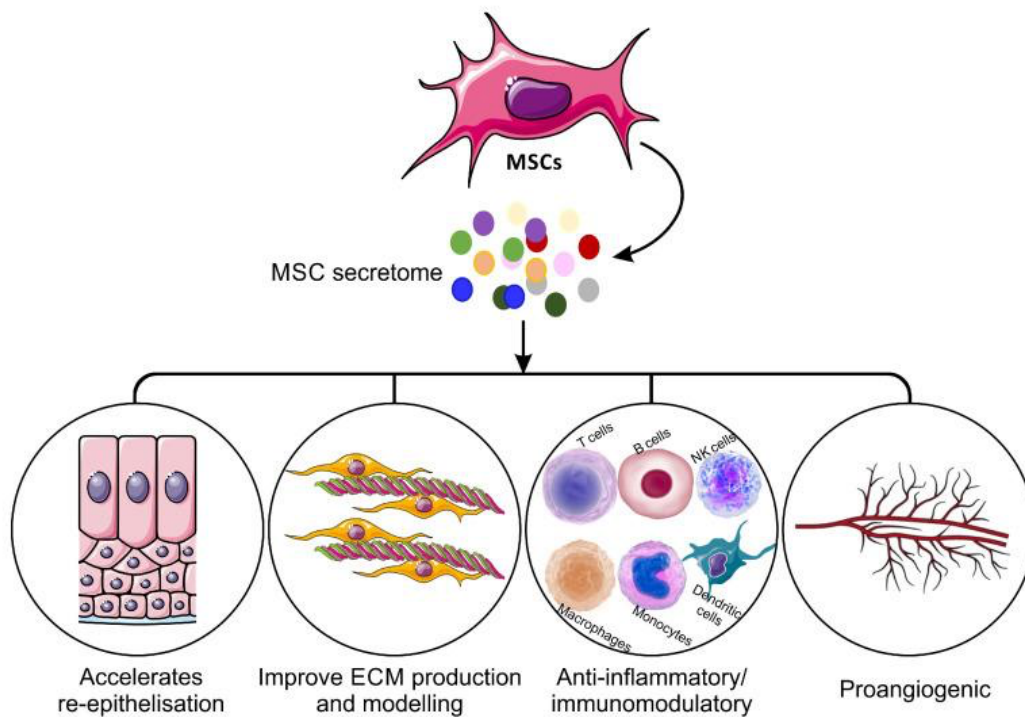 MSCs
MSC secretome
T cells
B cells
NK cells
Macrophages
Monocytes
Dendritic
cells
Accelerates
re-epithelisation
Improve ECM production
and modelling
Anti-inflammatory/
immunomodulatory
Proangiogenic